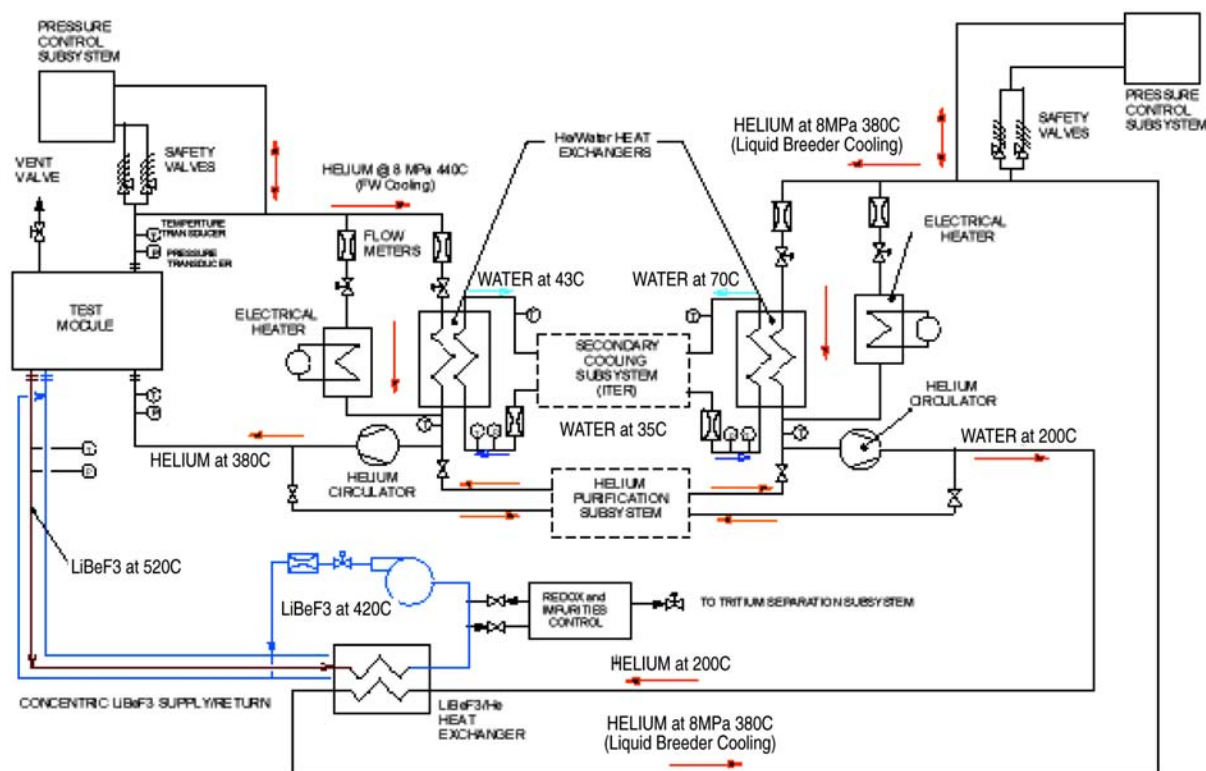 PRESSURE
CONTROL
SUBSYSTEM
VENT
VALVE
SAFETY
VALVES
HELIUM @ 8 MPa 440C
(FW Cooling)
He/Water HEAT
EXCHANGERS
HELIUM at 8MPa 380C
(Liquid Breeder Cooling)
SAFETY
VALVES
PRESSURE
CONTROL
SUBSYSTEM
TEMPERTURE
TRANSDUCER
PRESSURE
TRANSDUCER
FLOW
METERS
ELECTRICAL
HEATER
WATER at 43C
WATER at 70C
TEST
MODULE
ELECTRICAL
HEATER
SECONDARY
COOLING
SUBSYSTEM
(ITER)
HELIUM
CIRCULATOR
WATER at 35C
WATER at 200C
HELIUM at 380C
HELIUM
CIRCULATOR
HELIUM
PURIFICATION
SUBSYSTEM
LiBeF3 at 520C
LiBeF3 at 420C
REDOX and
IMPURITIES
CONTROL
TO TRITIUM SEPARATION SUBSYSTEM
HELIUM at 200C
CONCENTRIC LiBeF3 SUPPLY/RETURN
LiBeF3/He
HEAT
EXCHANGER
HELIUM at 8MPa 380C
(Liquid Breeder Cooling)